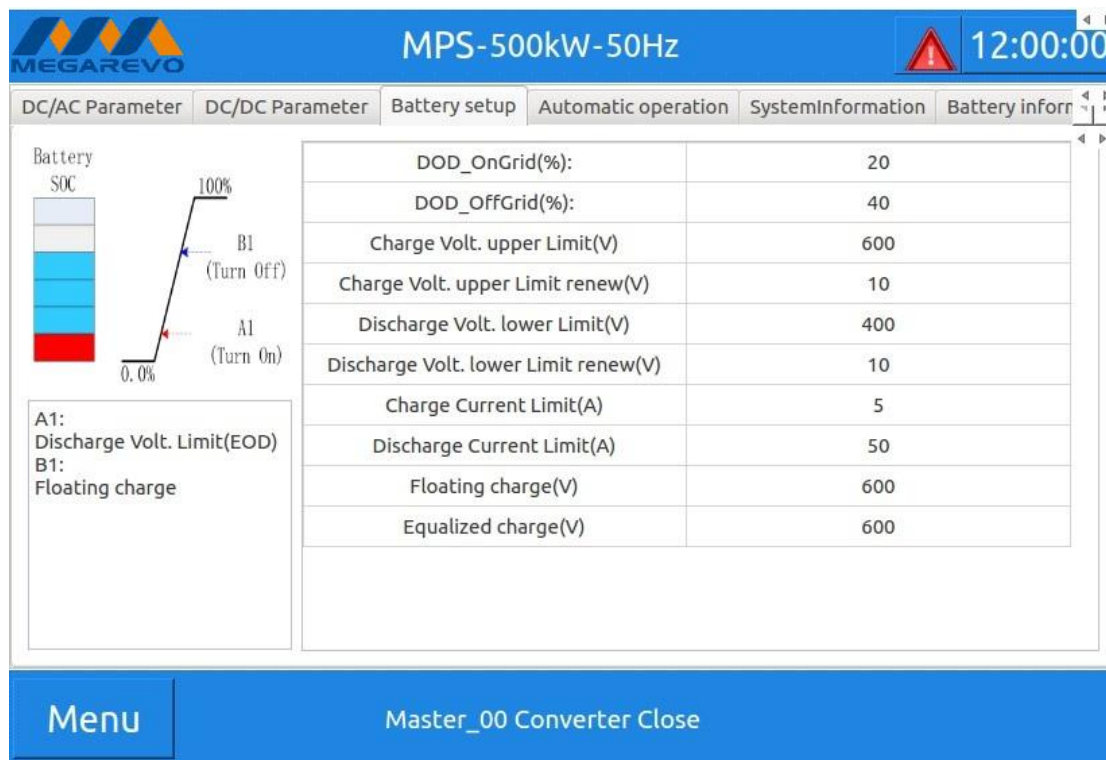 MEGAREVO
MPS-500kW-50Hz
12:00:00
DC/AC Parameter DC/DC Parameter Battery setup Automatic operation SystemInformation Battery inforr
Battery
SOC
100%
B1
(Turn Off)
A1
(Turn On)
0.0%
A1:
Discharge Volt. Limit(EOD)
B1:
Floating charge
DOD_OnGrid(%): 20
DOD_OffGrid(%): 40
Charge Volt. upper Limit(V) 600
Charge Volt. upper Limit renew(V) 10
Discharge Volt. lower Limit(V) 400
Discharge Volt. lower Limit renew(V) 10
Charge Current Limit(A) 5
Discharge Current Limit(A) 50
Floating charge(V) 600
Equalized charge(V) 600
Menu
Master_00 Converter Close